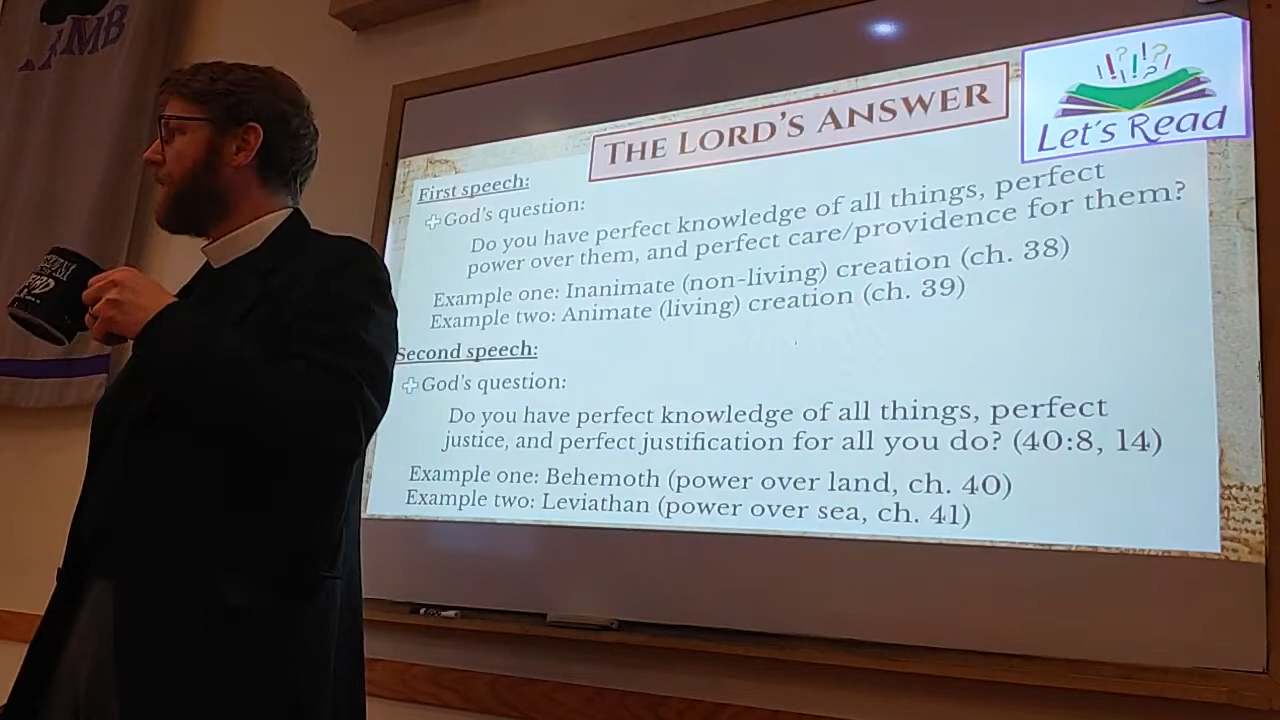 MB
THE LORD'S ANSWER
Let's Read
First speech:
God's question:
Do you have perfect knowledge of all things, perfect
power over them, and perfect care/providence for them?
Example one: Inanimate (non-living) creation (ch. 38)
Example two: Animate (living) creation (ch. 39)
Second speech:
God's question:
Do you have perfect knowledge of all things, perfect
justice, and perfect justification for all you do? (40:8, 14)
Example one: Behemoth (power over land, ch. 40)
Example two: Leviathan (power over sea, ch. 41)